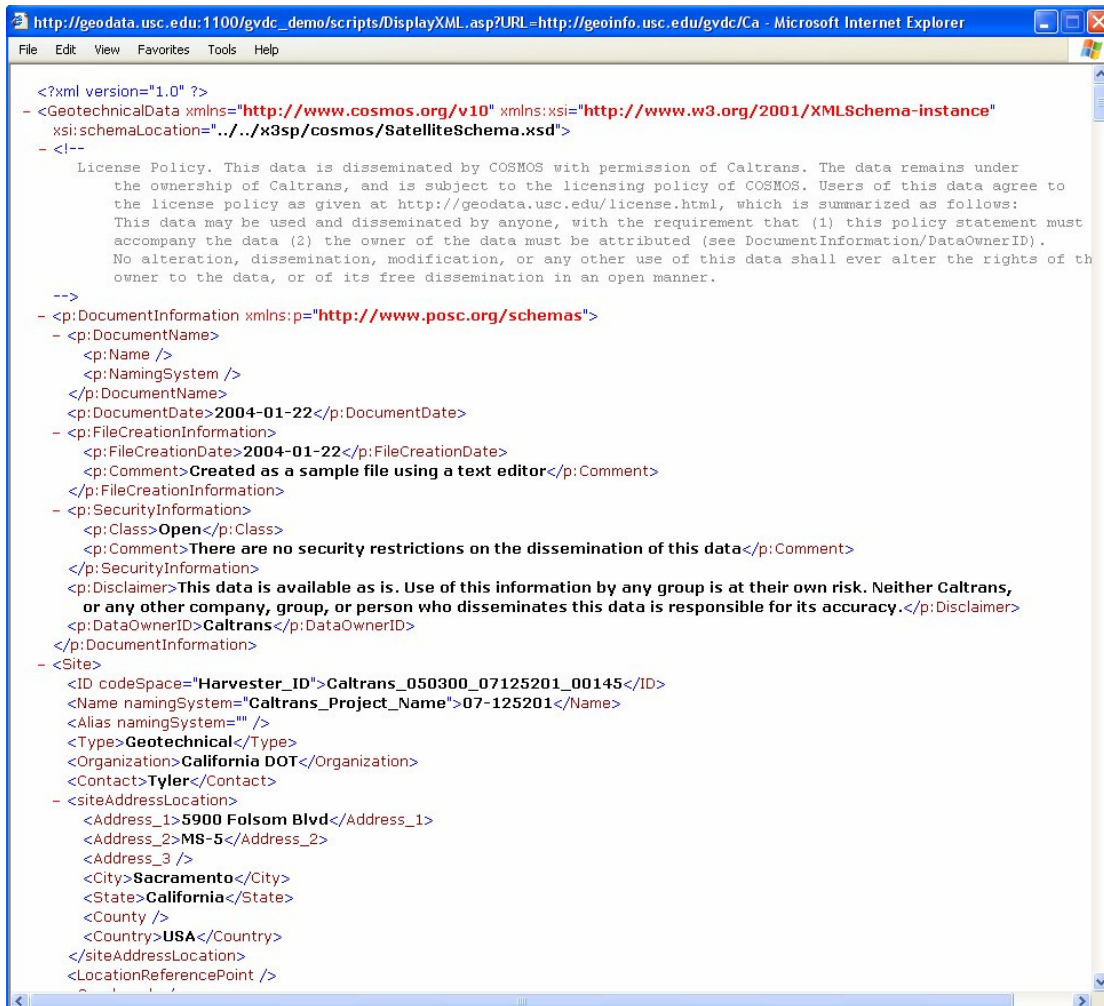 http://geodata.usc.edu:1100/gvdc_demo/scripts/DisplayXML.asp?URL=http://geoinfo.usc.edu/gvdc/Ca - Microsoft Internet Explorer
File Edit View Favorites Tools Help
<?xml version="1.0" ?>
- <GeotechnicalData xmlns="http://www.cosmos.org/v10" xmlns:xsi="http://www.w3.org/2001/XMLSchema-instance"
xsi:schemaLocation="../../x3sp/cosmos/SatelliteSchema.xsd">
- <!--
License Policy. This data is disseminated by COSMOS with permission of Caltrans. The data remains under
the ownership of Caltrans, and is subject to the licensing policy of COSMOS. Users of this data agree to
the license policy as given at http://geodata.usc.edu/license.html, which is summarized as follows:
This data may be used and disseminated by anyone, with the requirement that (1) this policy statement must
accompany the data (2) the owner of the data must be attributed (see DocumentInformation/DataOwnerID).
No alteration, dissemination, modification, or any other use of this data shall ever alter the rights of th
owner to the data, or of its free dissemination in an open manner.
-->
- <p:DocumentInformation xmlns:p="http://www.posc.org/schemas">
- <p:DocumentName>
<p:Name />
<p:NamingSystem />
</p:DocumentName>
<p:DocumentDate>2004-01-22</p:DocumentDate>
- <p:FileCreationInformation>
<p:FileCreationDate>2004-01-22</p:FileCreationDate>
<p:Comment>Created as a sample file using a text editor</p:Comment>
</p:FileCreationInformation>
- <p:SecurityInformation>
<p:Class>Open</p:Class>
<p:Comment>There are no security restrictions on the dissemination of this data</p:Comment>
</p:SecurityInformation>
<p:Disclaimer>This data is available as is. Use of this information by any group is at their own risk. Neither Caltrans,
or any other company, group, or person who disseminates this data is responsible for its accuracy.</p:Disclaimer>
<p:DataOwnerID>Caltrans</p:DataOwnerID>
</p:DocumentInformation>
- <Site>
<ID codeSpace="Harvester_ID">Caltrans_050300_07125201_00145</ID>
<Name namingSystem="Caltrans_Project_Name">07-125201</Name>
<Alias namingSystem="" />
<Type>Geotechnical</Type>
<Organization>California DOT</Organization>
<Contact>Tyler</Contact>
- <siteAddressLocation>
<Address_1>5900 Folsom Blvd</Address_1>
<Address_2>MS-5</Address_2>
<Address_3 />
<City>Sacramento</City>
<State>California</State>
<County />
<Country>USA</Country>
</siteAddressLocation>
<LocationReferencePoint />